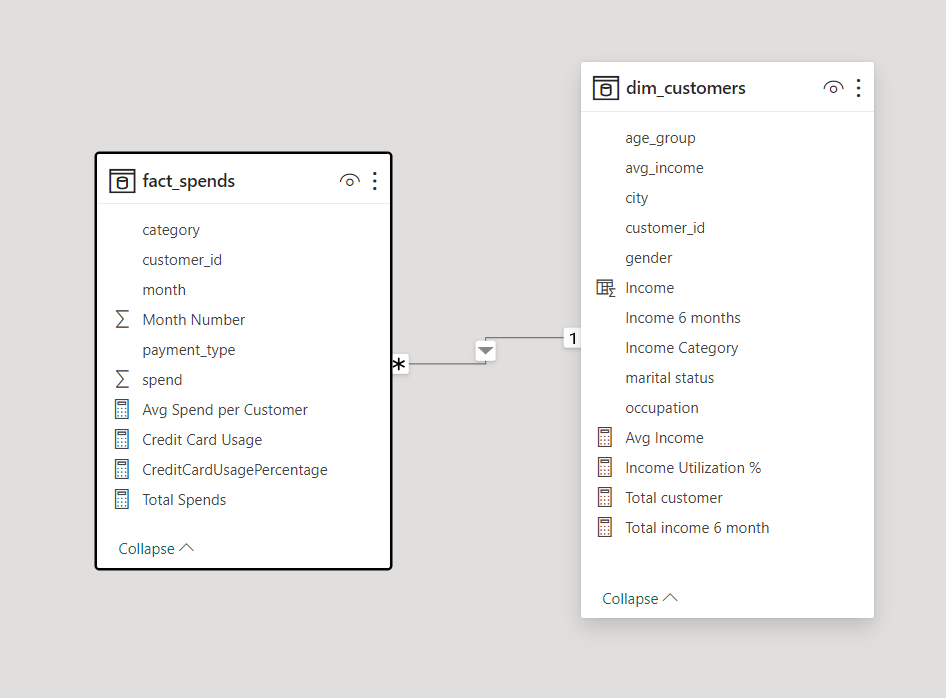 fact_spends
category
customer_id
month
Month Number
payment_type
spend
Avg Spend per Customer
Credit Card Usage
CreditCardUsagePercentage
Total Spends
Collapse
*
1
dim_customers
age_group
avg_income
city
customer_id
gender
Income
Income 6 months
Income Category
marital status
occupation
Avg Income
Income Utilization %
Total customer
Total income 6 month
Collapse